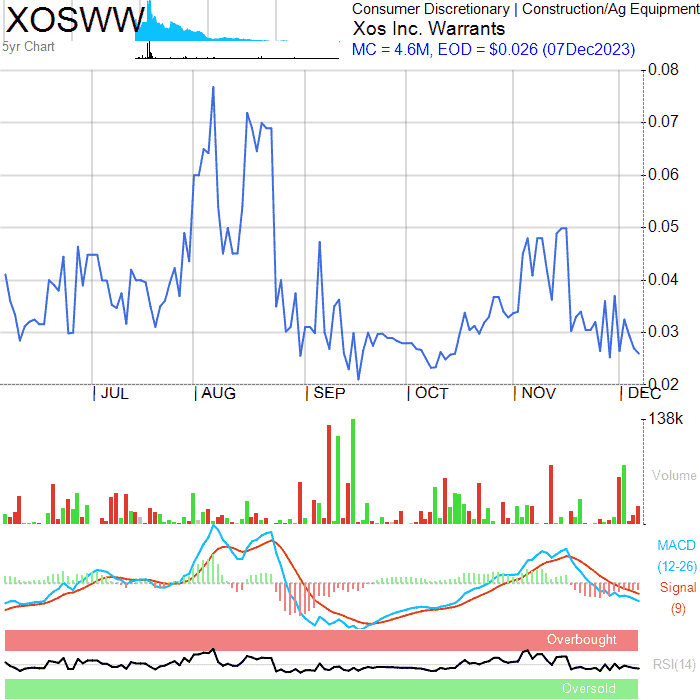 XOSWW
5yr Chart
Consumer Discretionary | Construction/Ag Equipment
Xos Inc. Warrants
MC = 4.6M, EOD = $0.026 (07Dec2023)
0.08
0.07
0.06
0.05
0.04
0.03
0.02
| JUL | AUG | SEP | OCT | NOV | DEC
138k
Volume
MACD
(12-26)
Signal
(9)
Overbought
RSI(14)
Oversold